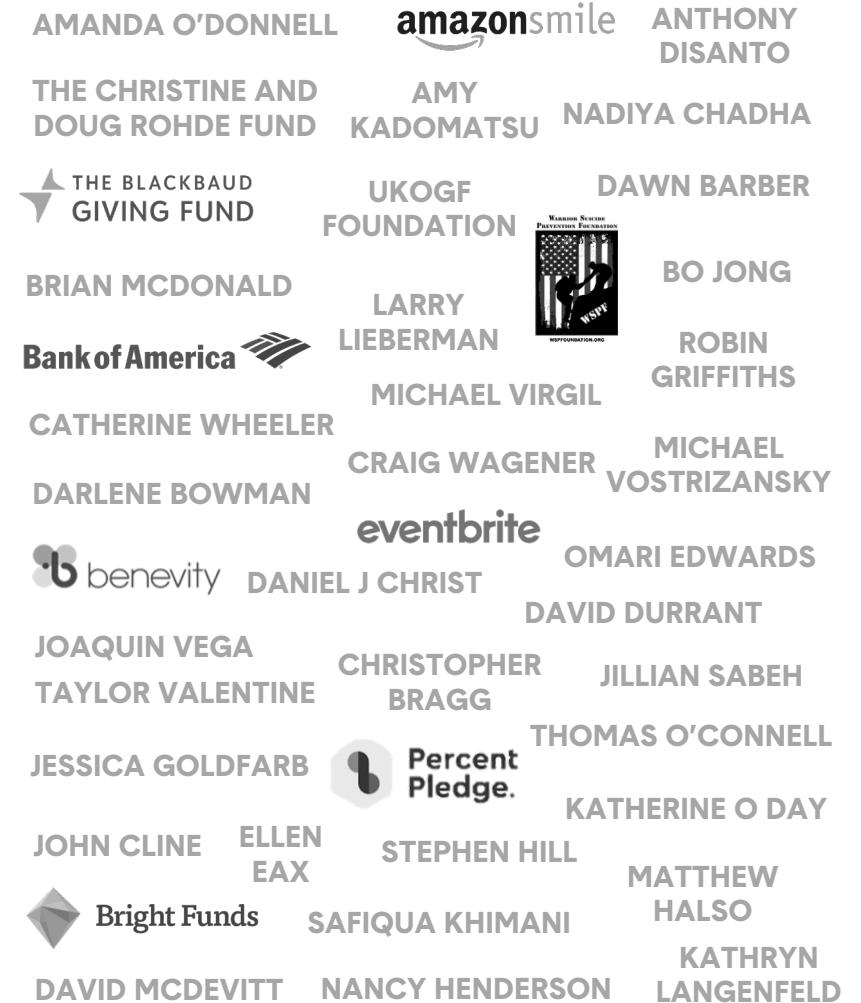 AMANDA O’DONNELL
amazonsmile
ANTHONY
DISANTO
THE CHRISTINE AND
DOUG ROHDE FUND
AMY
KADOMATSU
NADIYA CHADHA
THE BLACKBAUD
GIVING FUND
UKOGF
FOUNDATION
DAWN BARBER
WARRIOR SUICIDE
PREVENTION FOUNDATION
WSPF
WSPFOUNDATION.ORG
BRIAN MCDONALD
LARRY
LIEBERMAN
BO JONG
Bank of America
ROBIN
GRIFFITHS
MICHAEL VIRGIL
CATHERINE WHEELER
CRAIG WAGENER
MICHAEL
VOSTRIZANSKY
DARLENE BOWMAN
eventbrite
OMARI EDWARDS
b benevity
DANIEL J CHRIST
DAVID DURRANT
JOAQUIN VEGA
CHRISTOPHER
BRAGG
JILLIAN SABEH
TAYLOR VALENTINE
THOMAS O’CONNELL
JESSICA GOLDFARB
Percent
Pledge.
KATHERINE O DAY
JOHN CLINE
ELLEN
EAX
STEPHEN HILL
MATTHEW
HALSO
Bright Funds
SAFIQUA KHIMANI
KATHRYN
LANGENFELD
DAVID MCDEVITT
NANCY HENDERSON